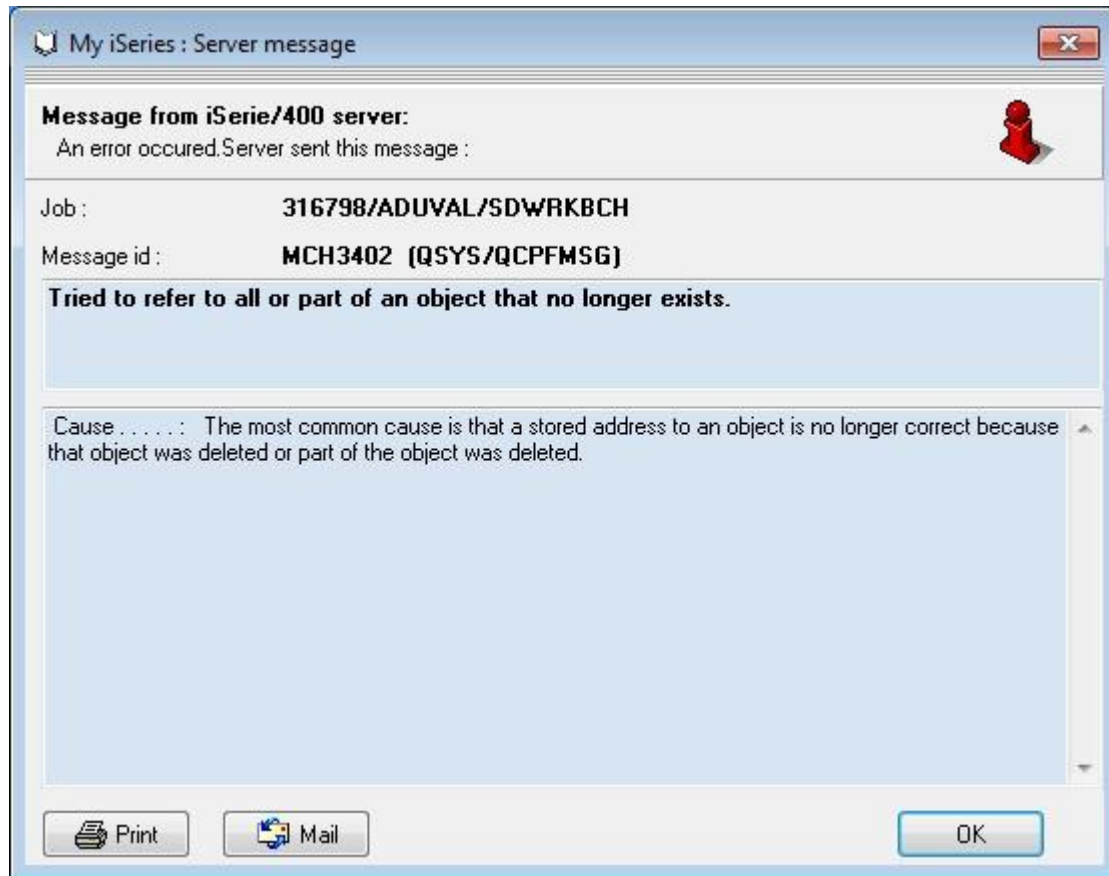 My iSeries : Server message
Message from iSerie/400 server:
An error occured.Server sent this message :
Job : 316798/ADUVAL/SDWRKBCH
Message id : MCH3402 (QSYS/QCPFMSG)
Tried to refer to all or part of an object that no longer exists.
Cause . . . . . : The most common cause is that a stored address to an object is no longer correct because
that object was deleted or part of the object was deleted.
Print Mail OK